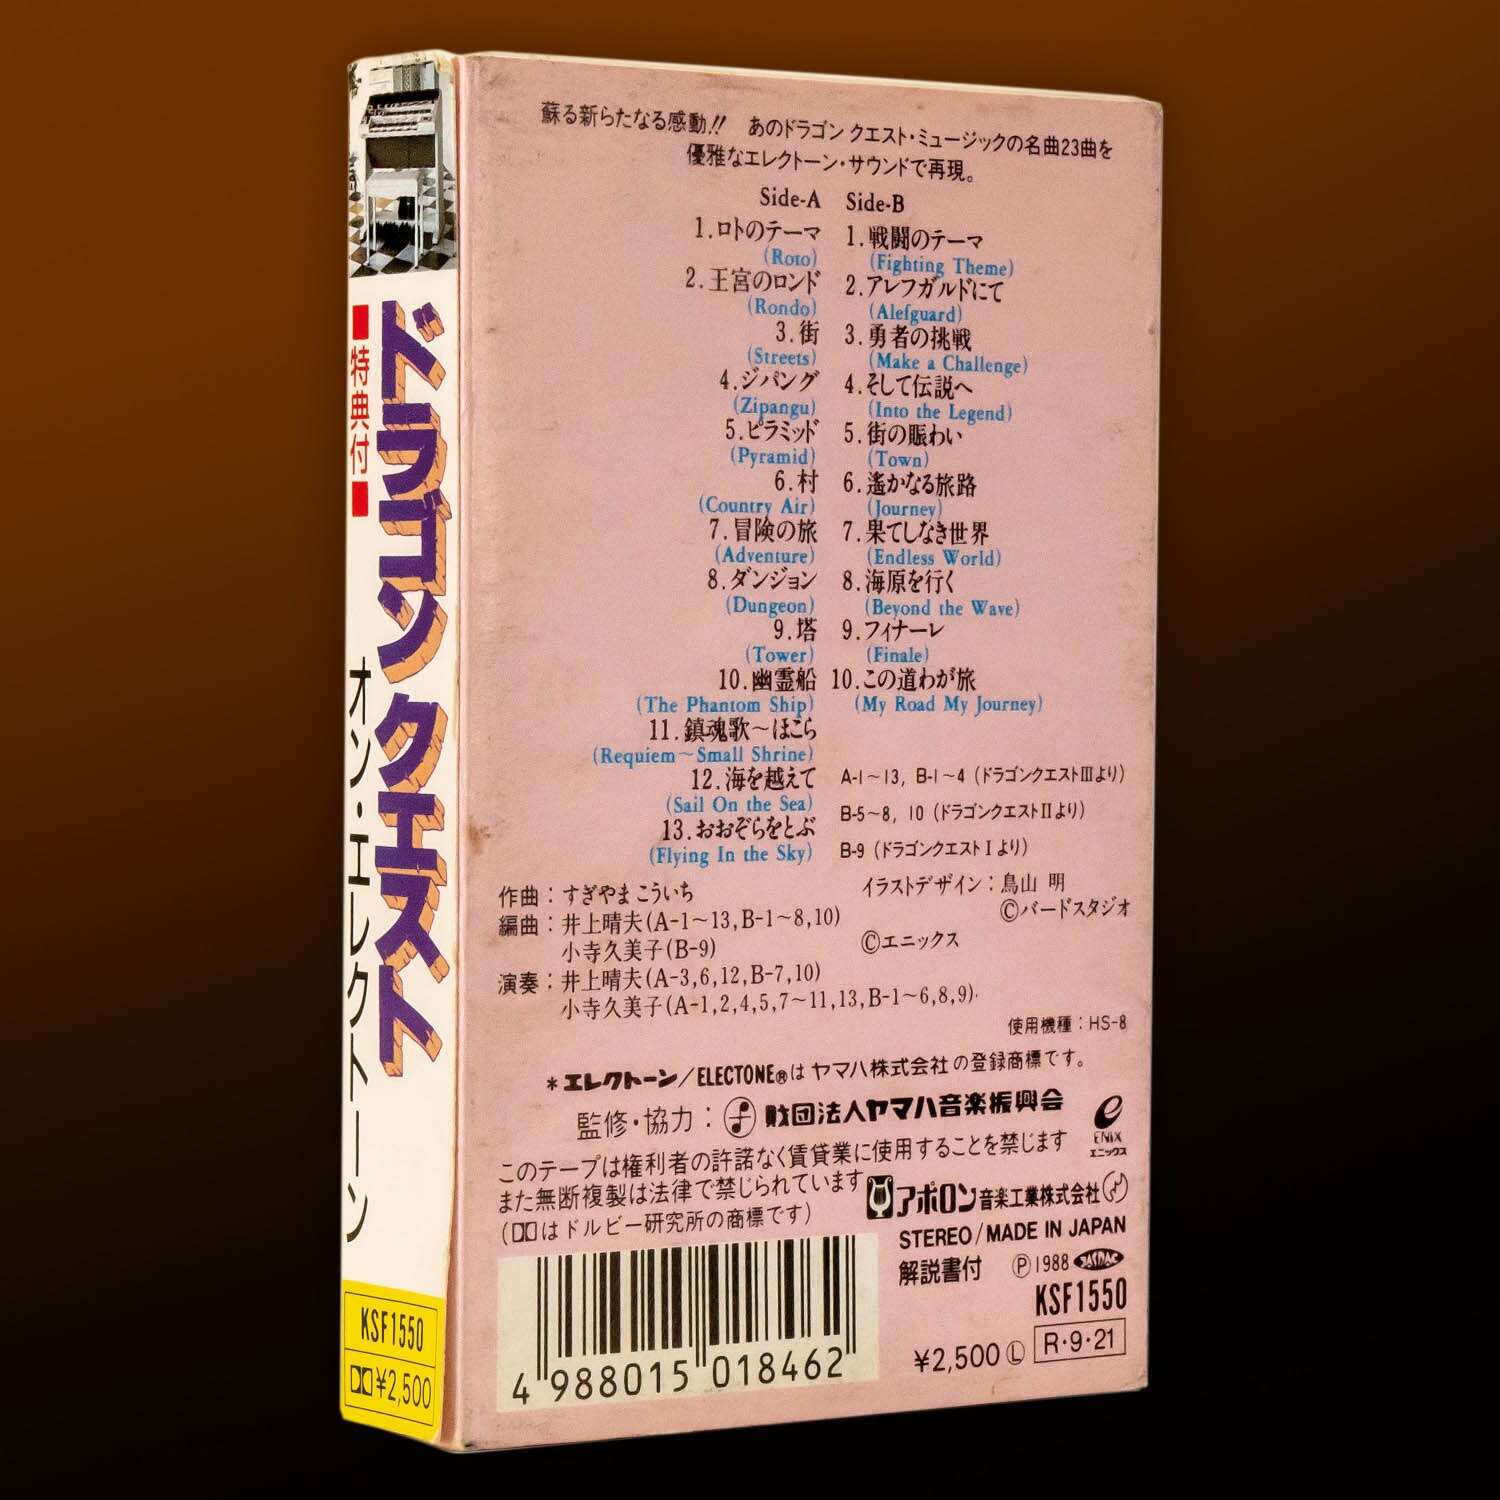 ■特典付■
ドラゴンクエスト
オン・エレクトーン
KSF1550
¥2,500
蘇る新らたなる感動!! あのドラゴン クエスト・ミュージックの名曲23曲を
優雅なエレクトーン・サウンドで再現。
Side-A
1.ロトのテーマ
(Roto)
2.王宮のロンド
(Rondo)
3.街
(Streets)
4.ジパング
(Zipangu)
5.ピラミッド
(Pyramid)
6.村
(Country Air)
7.冒険の旅
(Adventure)
8.ダンジョン
(Dungeon)
9.塔
(Tower)
10.幽霊船
(The Phantom Ship)
11.鎮魂歌～ほこら
(Requiem～Small Shrine)
12.海を越えて
(Sail On the Sea)
13.おおぞらをとぶ
(Flying In the Sky)
Side-B
1.戦闘のテーマ
(Fighting Theme)
2.アレフガルドにて
(Alefguard)
3.勇者の挑戦
(Make a Challenge)
4.そして伝説へ
(Into the Legend)
5.街の賑わい
(Town)
6.遙かなる旅路
(Journey)
7.果てしなき世界
(Endless World)
8.海原を行く
(Beyond the Wave)
9.フィナーレ
(Finale)
10.この道わが旅
(My Road My Journey)
A-1～13, B-1～4 (ドラゴンクエストIIIより)
B-5～8, 10 (ドラゴンクエストIIより)
B-9 (ドラゴンクエストIより)
作曲：すぎやまこういち
編曲：井上晴夫(A-1～13,B-1～8,10)
小寺久美子(B-9)
演奏：井上晴夫(A-3,6,12,B-7,10)
小寺久美子(A-1,2,4,5,7～11,13,B-1～6,8,9)
イラストデザイン：鳥山 明
©バードスタジオ
©エニックス
使用機種：HS-8
*エレクトーン/ELECTONE®は ヤマハ株式会社の登録商標です。
監修・協力：財団法人ヤマハ音楽振興会
ENIX
エニックス
このテープは権利者の許諾なく賃貸業に使用することを禁じます
また無断複製は法律で禁じられています
(DDはドルビー研究所の商標です)
アポロン音楽工業株式会社
STEREO/MADE IN JAPAN
解説書付 Ⓟ1988 JASRAC
KSF1550
¥2,500 Ⓛ R・9・21
4 988015 018462